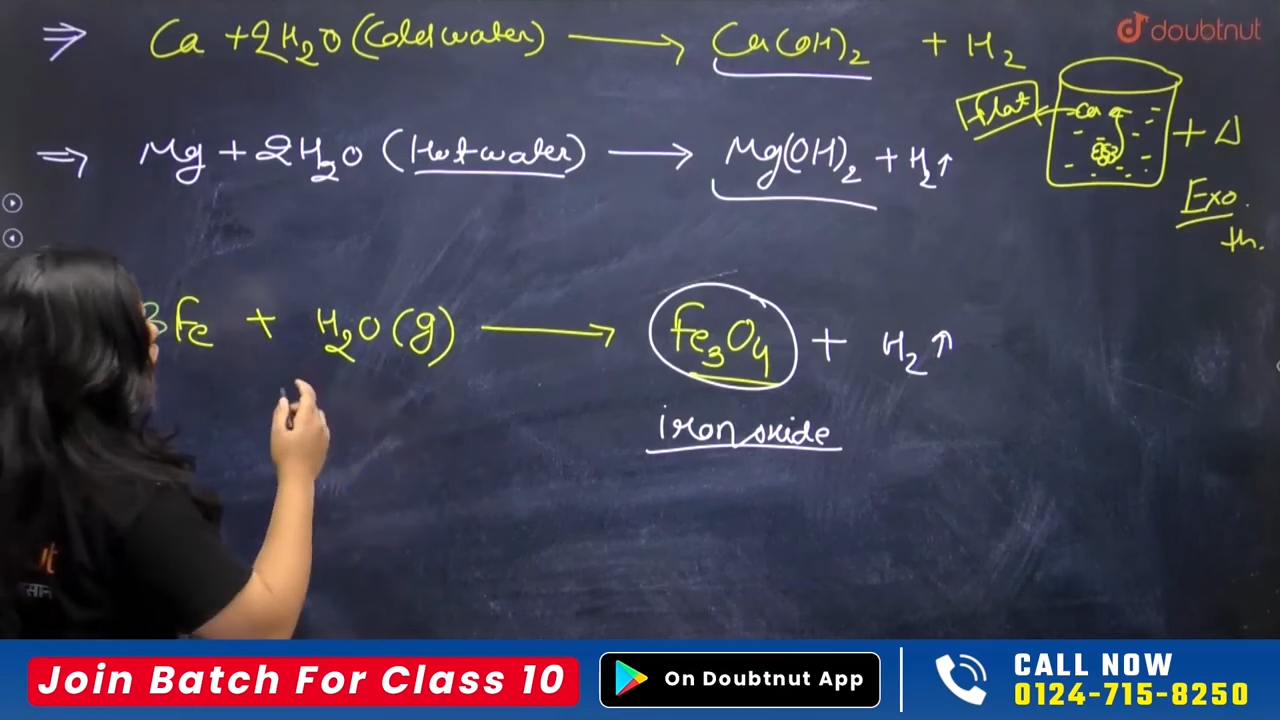 doubtnut
⇒ Ca + 2H₂O (Cold water) ⟶ Ca(OH)₂ + H₂
float ← Ca
+ Δ
⇒ Mg + 2H₂O (Hot water) ⟶ Mg(OH)₂ + H₂↑
Exo.
th.
3Fe + H₂O (g) ⟶ Fe₃O₄ + H₂↑
iron oxide
ut
सान
Join Batch For Class 10
On Doubtnut App
CALL NOW
0124-715-8250